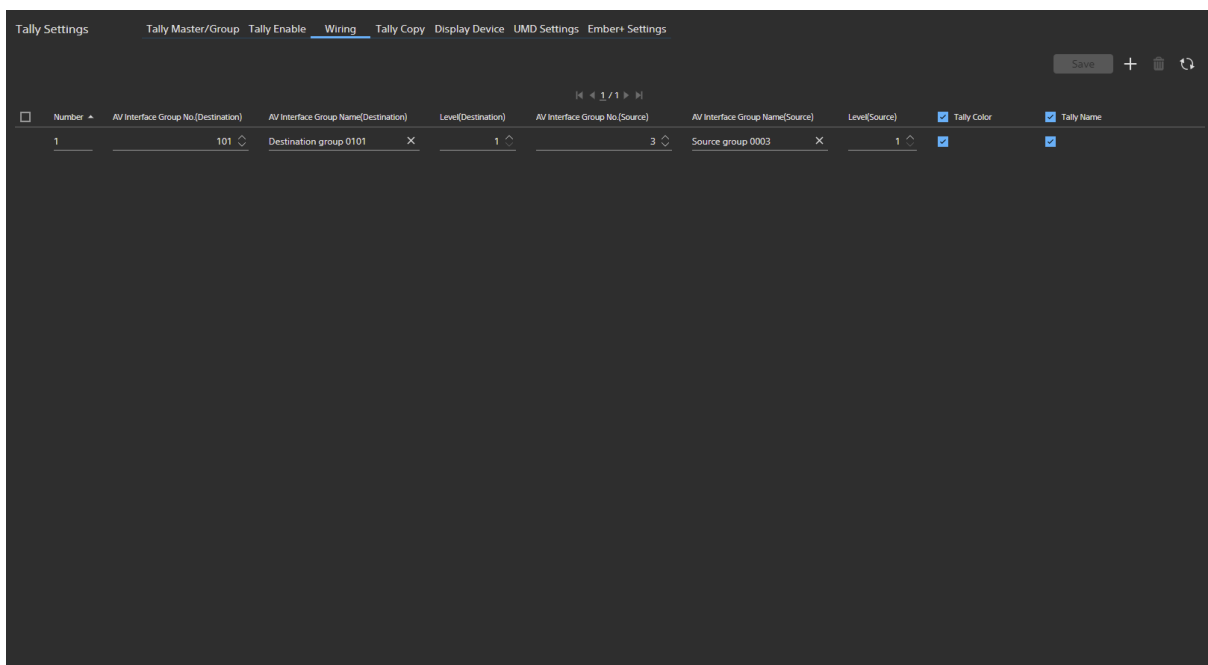 Tally Settings Tally Master/Group Tally Enable Wiring Tally Copy Display Device UMD Settings Ember+ Settings
Save
1 / 1
Number AV Interface Group No.(Destination) AV Interface Group Name(Destination) Level(Destination) AV Interface Group No.(Source) AV Interface Group Name(Source) Level(Source) Tally Color Tally Name
1 101 Destination group 0101 1 3 Source group 0003 1